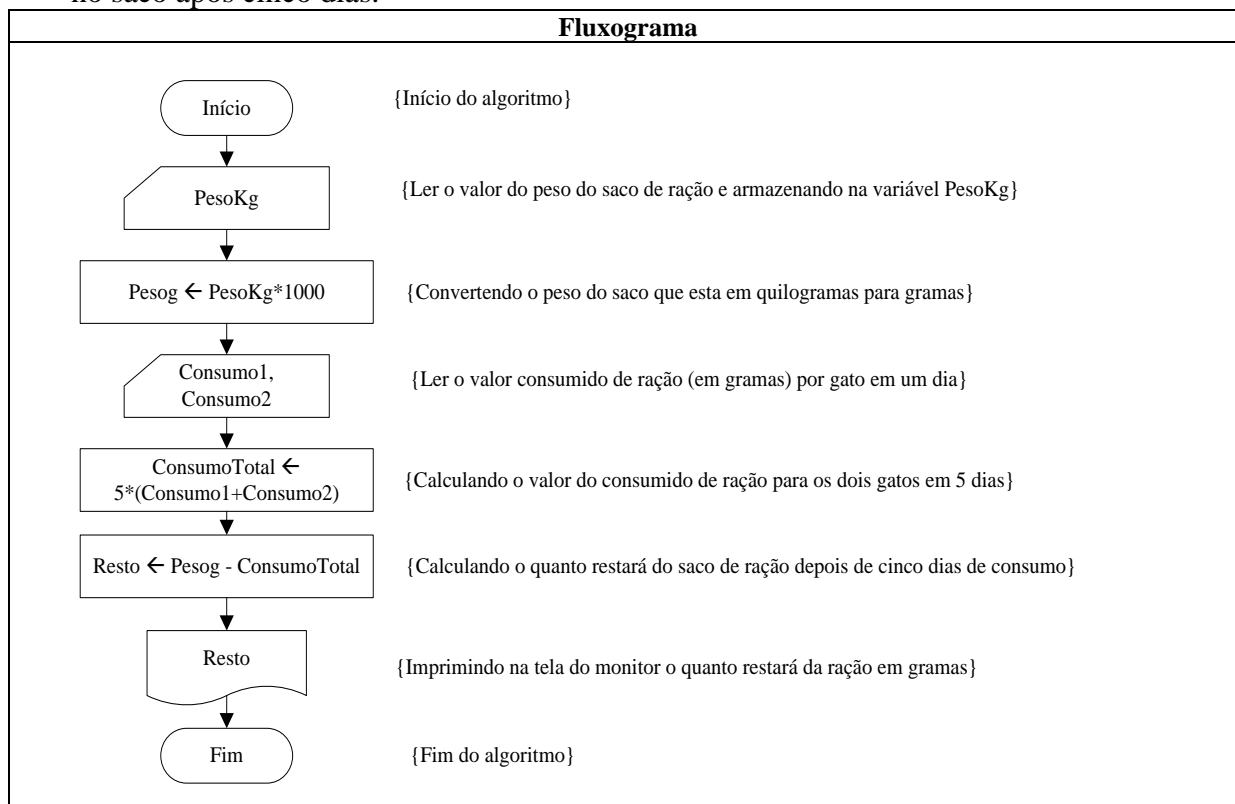 no saco após cinco dias.
Fluxograma
Início
{Início do algoritmo}
PesoKg
{Ler o valor do peso do saco de ração e armazenando na variável PesoKg}
Pesog ← PesoKg*1000
{Convertendo o peso do saco que esta em quilogramas para gramas}
Consumo1,
Consumo2
{Ler o valor consumido de ração (em gramas) por gato em um dia}
ConsumoTotal ←
5*(Consumo1+Consumo2)
{Calculando o valor do consumido de ração para os dois gatos em 5 dias}
Resto ← Pesog - ConsumoTotal
{Calculando o quanto restará do saco de ração depois de cinco dias de consumo}
Resto
{Imprimindo na tela do monitor o quanto restará da ração em gramas}
Fim
{Fim do algoritmo}